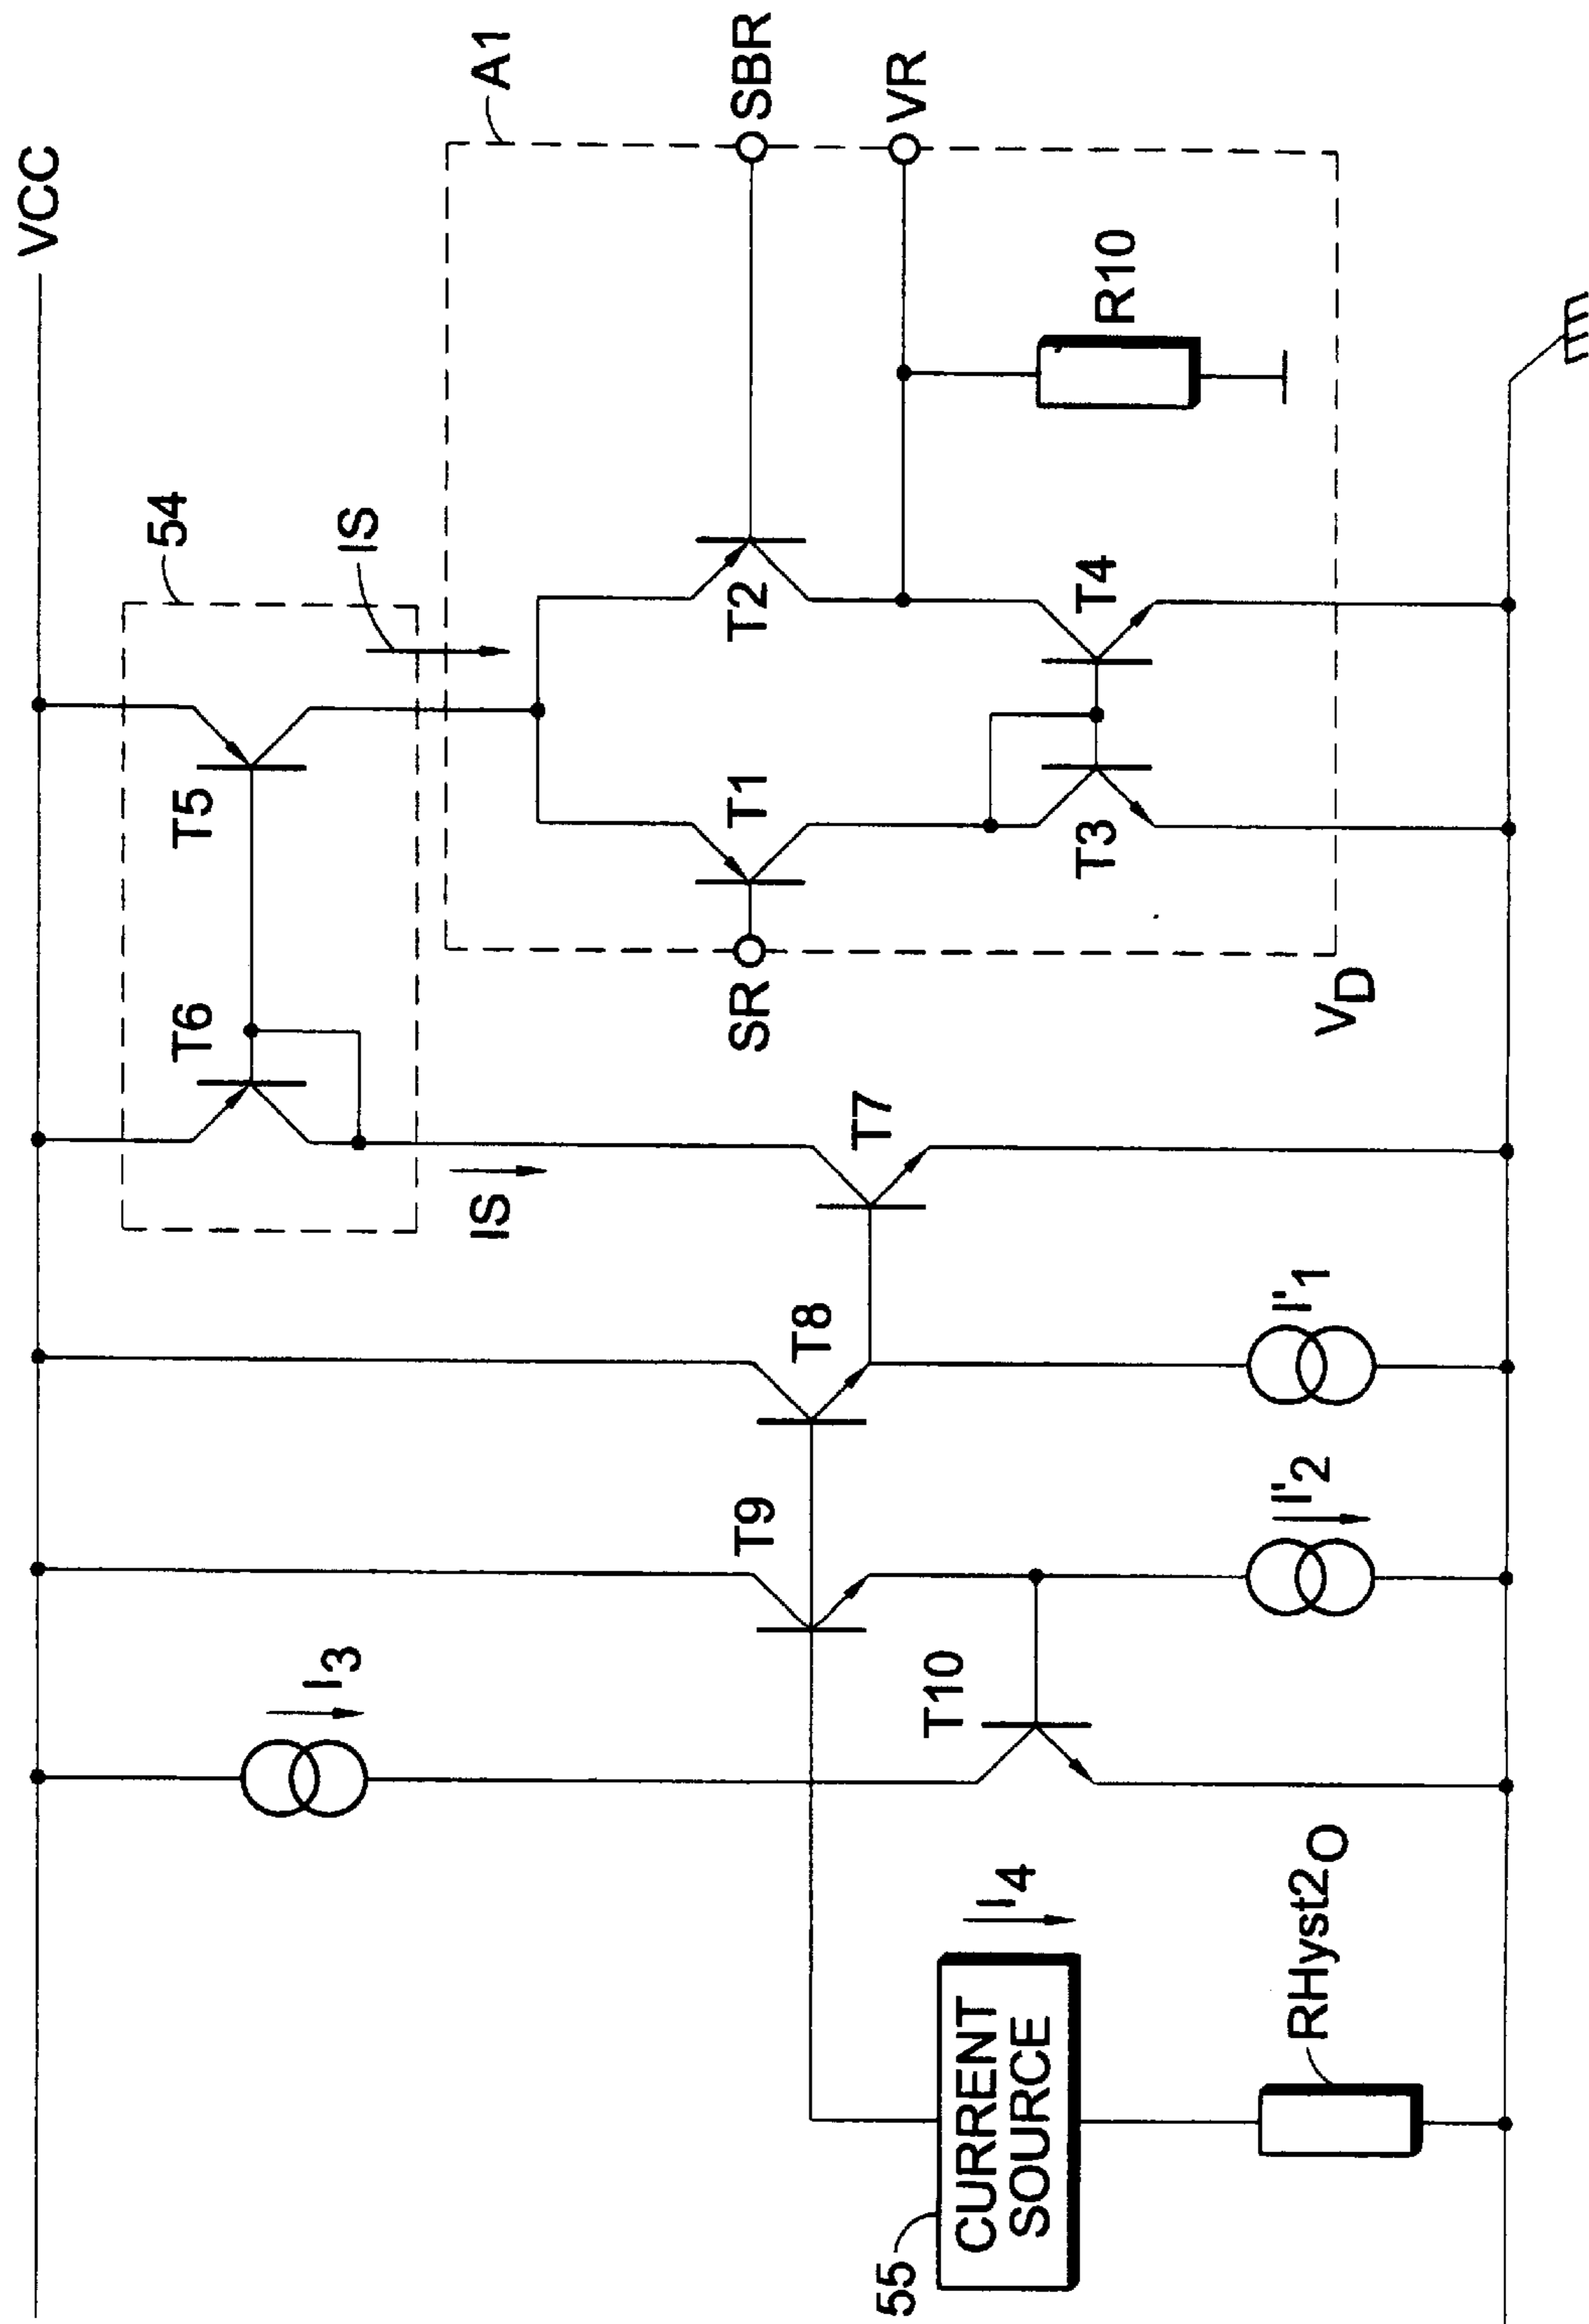 VCC
54
IS
A1
T6
T5
I3
IS
SR
T1
T2
SBR
VR
T9
T8
T7
T10
T3
T4
R10
55
CURRENT
SOURCE
I4
I'2
I'1
VD
RHyst2O